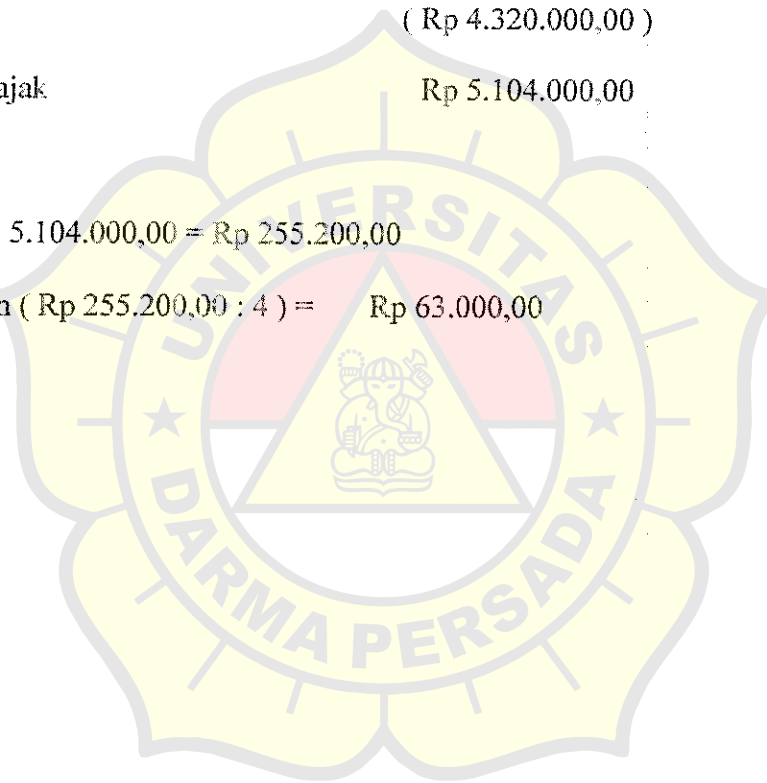 ( Rp 4.320.000,00 )
ajak Rp 5.104.000,00
5.104.000,00 = Rp 255.200,00
n ( Rp 255.200,00 : 4 ) = Rp 63.000,00
UNIVERSITAS
DARMA PERSADA